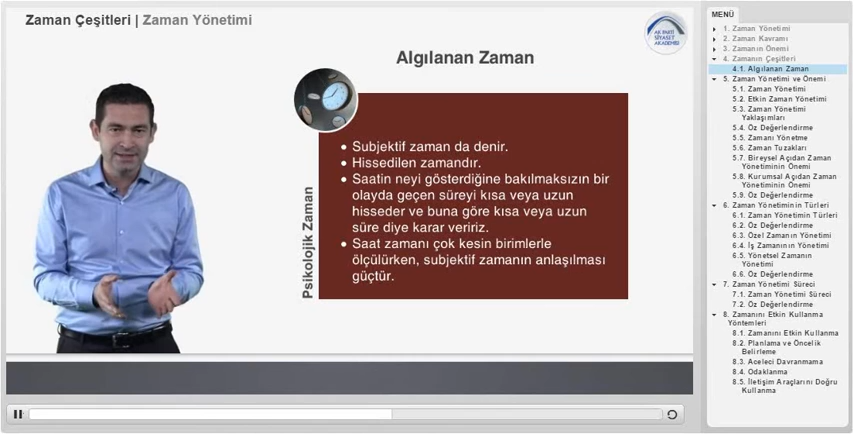 Zaman Çeşitleri | Zaman Yönetimi
AK PARTİ
SİYASET
AKADEMİSİ
Algılanan Zaman
Psikolojik Zaman
• Subjektif zaman da denir.
• Hissedilen zamandır.
• Saatin neyi gösterdiğine bakılmaksızın bir
olayda geçen süreyi kısa veya uzun
hisseder ve buna göre kısa veya uzun
süre diye karar veririz.
• Saat zamanı çok kesin birimlerle
ölçülürken, subjektif zamanın anlaşılması
güçtür.
MENÜ
1. Zaman Yönetimi
2. Zaman Kavramı
3. Zamanın Önemi
4. Zamanın Çeşitleri
4.1. Algılanan Zaman
5. Zaman Yönetimi ve Önemi
5.1. Zaman Yönetimi
5.2. Etkin Zaman Yönetimi
5.3. Zaman Yönetimi
Yaklaşımları
5.4. Öz Değerlendirme
5.5. Zamanı Yönetme
5.6. Zaman Tuzakları
5.7. Bireysel Açıdan Zaman
Yönetiminin Önemi
5.8. Kurumsal Açıdan Zaman
Yönetiminin Önemi
5.9. Öz Değerlendirme
6. Zaman Yönetiminin Türleri
6.1. Zaman Yönetimin Türleri
6.2. Öz Değerlendirme
6.3. Özel Zamanın Yönetimi
6.4. İş Zamanının Yönetimi
6.5. Yönetsel Zamanın
Yönetimi
6.6. Öz Değerlendirme
7. Zaman Yönetimi Süreci
7.1. Zaman Yönetimi Süreci
7.2. Öz Değerlendirme
8. Zamanını Etkin Kullanma
Yöntemleri
8.1. Zamanını Etkin Kullanma
8.2. Planlama ve Öncelik
Belirleme
8.3. Aceleci Davranmama
8.4. Odaklanma
8.5. İletişim Araçlarını Doğru
Kullanma